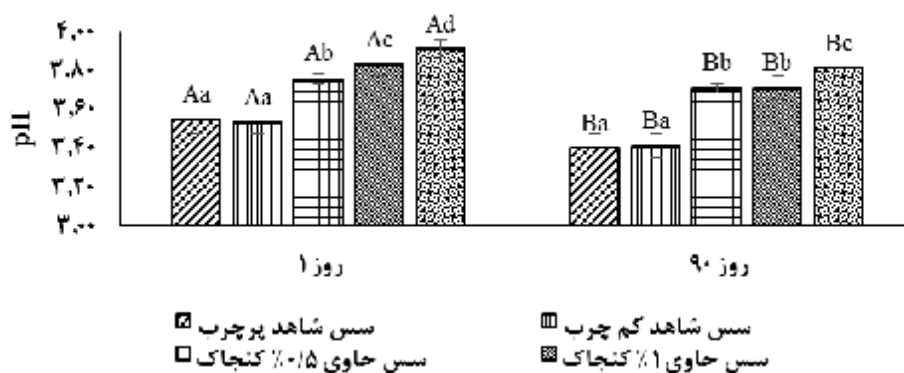 pH
۴,۰۰
۳,۸۰
۳,۶۰
۳,۴۰
۳,۲۰
۳,۰۰
Aa Aa Ab Ac Ad
Ba Ba Bb Bb Bc
روز ۱ روز ۹۰
سس شاهد پرچرب سس شاهد کم چرب
سس حاوی ۰/۵٪ کنجاک سس حاوی ۱٪ کنجاک